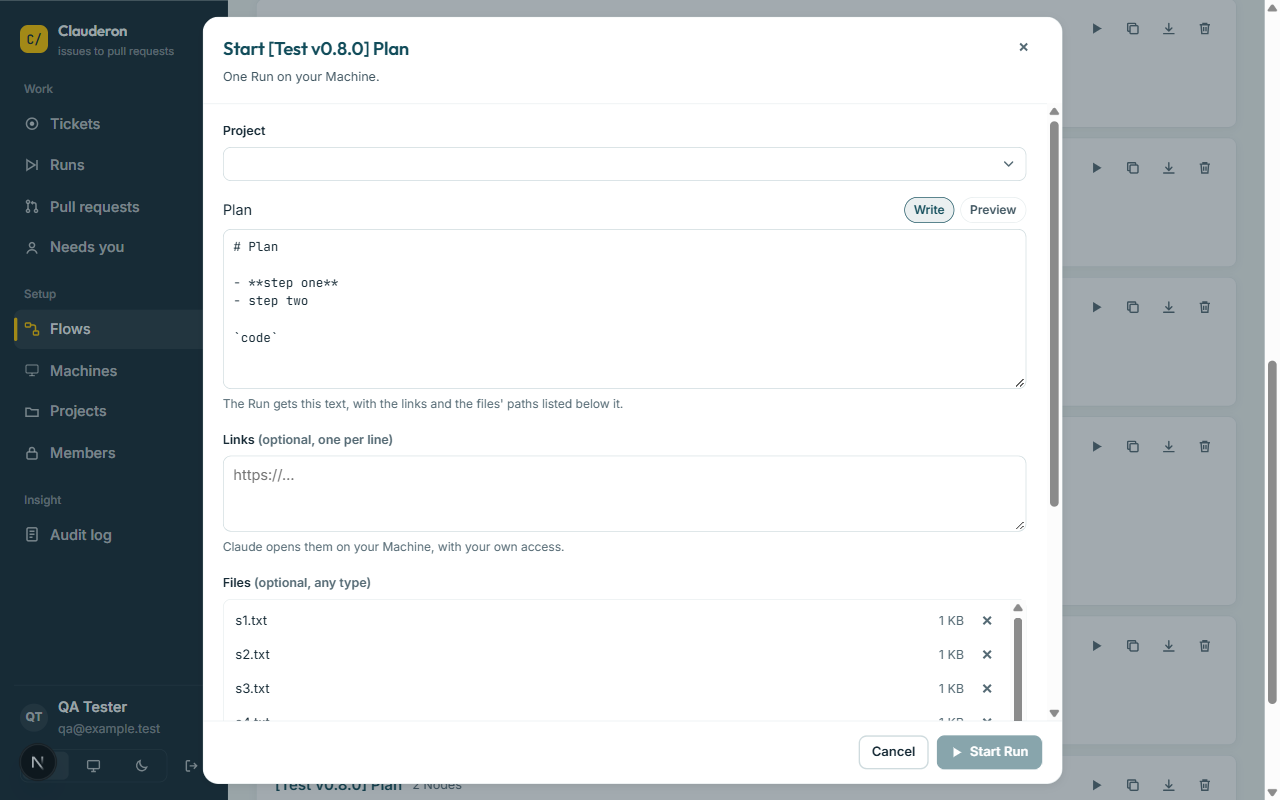 C/ Clauderon
issues to pull requests
Work
Tickets
Runs
Pull requests
Needs you
Setup
Flows
Machines
Projects
Members
Insight
Audit log
QT QA Tester
qa@example.test
N
Start [Test v0.8.0] Plan
One Run on your Machine.
Project
Plan
Write Preview
# Plan
- **step one**
- step two
`code`
The Run gets this text, with the links and the files' paths listed below it.
Links (optional, one per line)
https://...
Claude opens them on your Machine, with your own access.
Files (optional, any type)
s1.txt 1 KB
s2.txt 1 KB
s3.txt 1 KB
s4.txt 1 KB
Cancel Start Run
[Test v0.8.0] Plan 2 Nodes